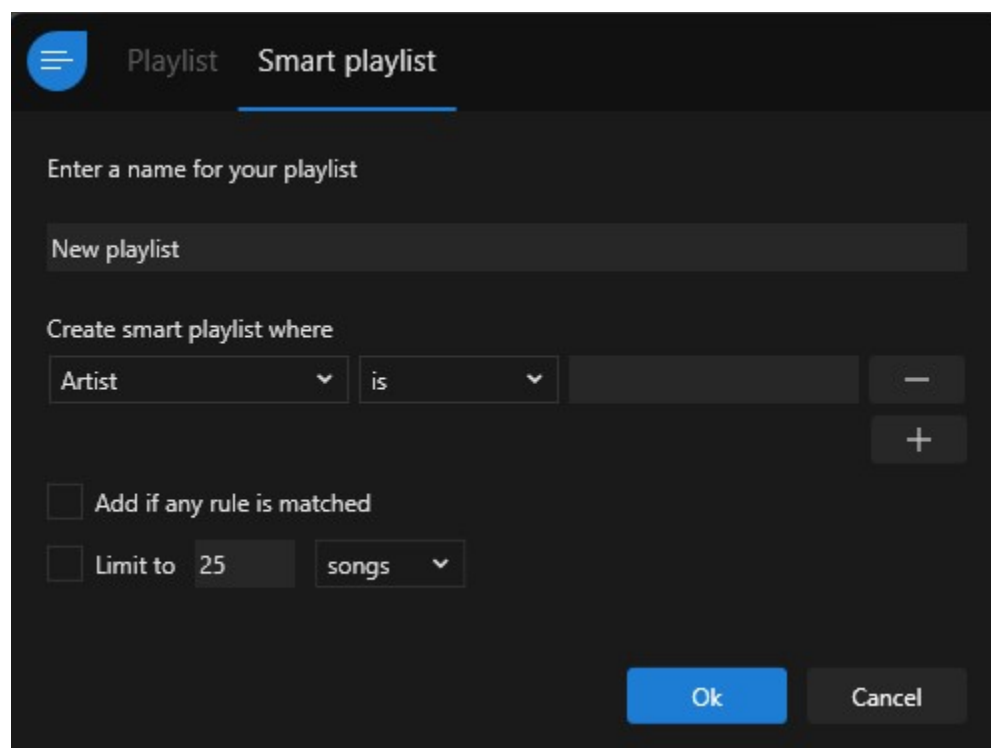 Playlist Smart playlist
Enter a name for your playlist
New playlist
Create smart playlist where
Artist is
Add if any rule is matched
Limit to 25 songs
Ok Cancel